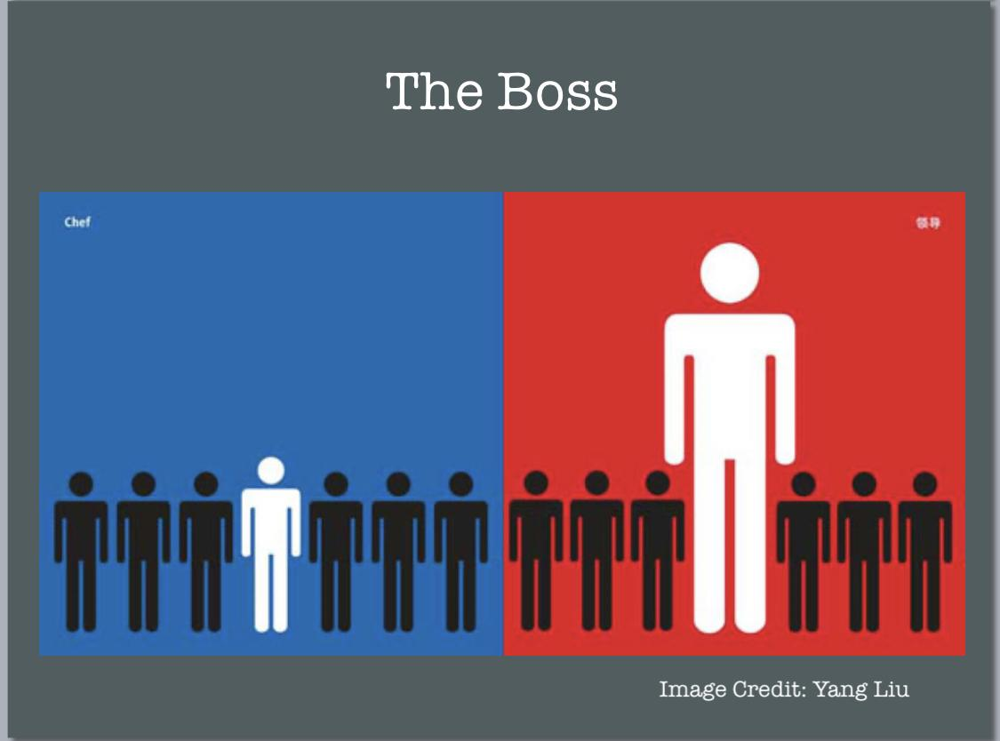 The Boss
Chef
领导
Image Credit: Yang Liu